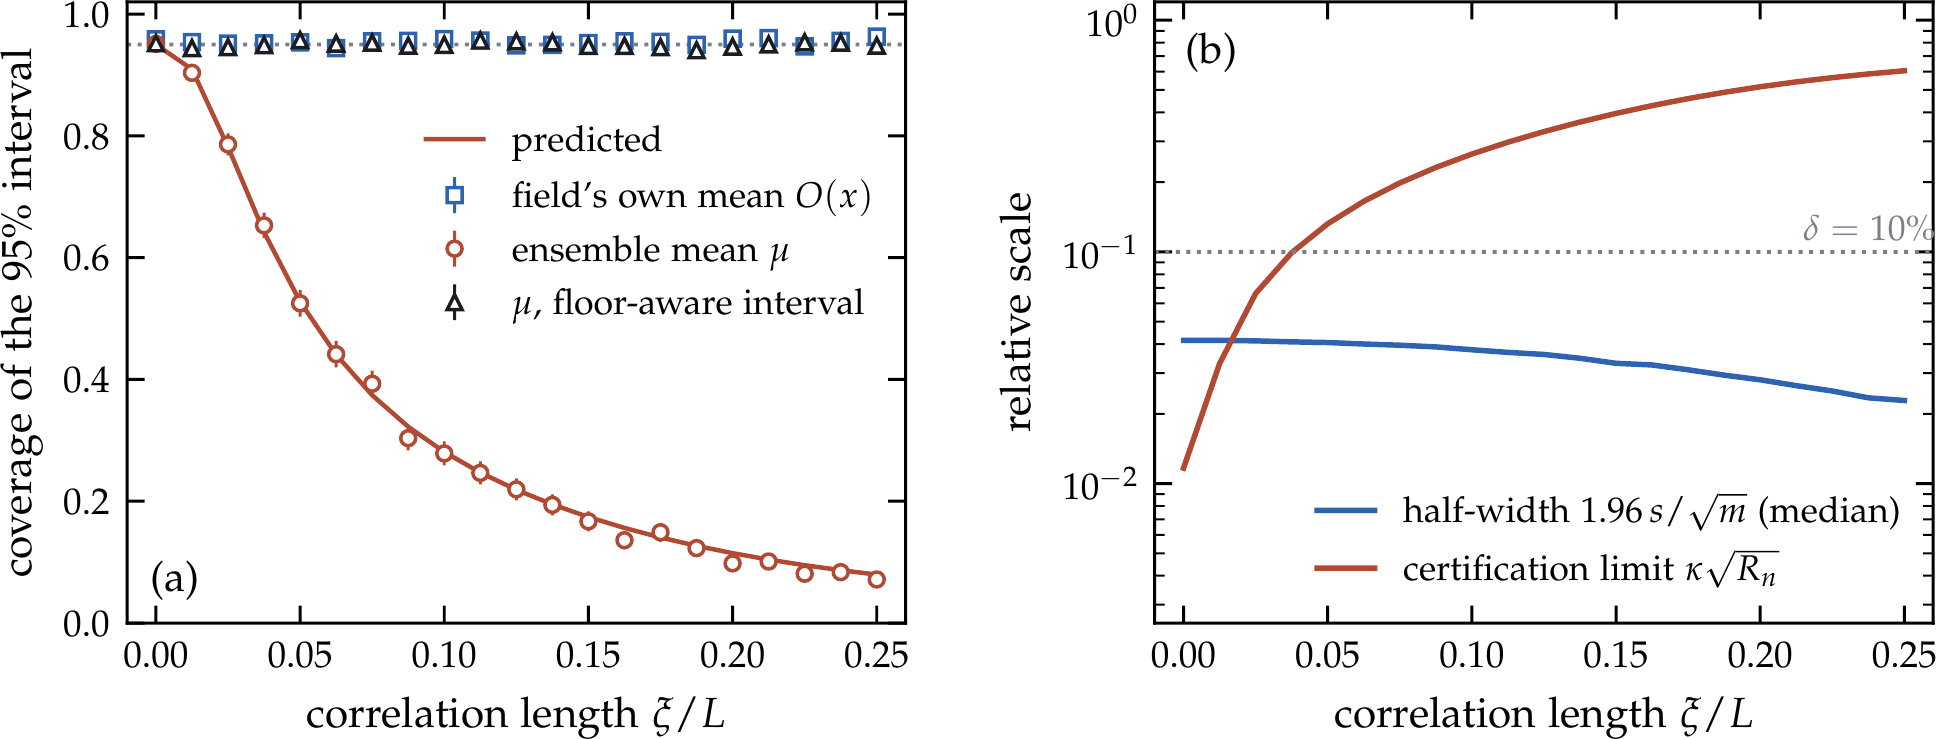 1.0
0.8
0.6
0.4
0.2
0.0
coverage of the 95% interval
predicted
field's own mean O(x)
ensemble mean μ
μ, floor-aware interval
(a)
0.00 0.05 0.10 0.15 0.20 0.25
correlation length ξ/L
10⁰
10⁻¹
10⁻²
relative scale
(b)
δ = 10%
half-width 1.96 s/√m (median)
certification limit κ√Rₙ
0.00 0.05 0.10 0.15 0.20 0.25
correlation length ξ/L